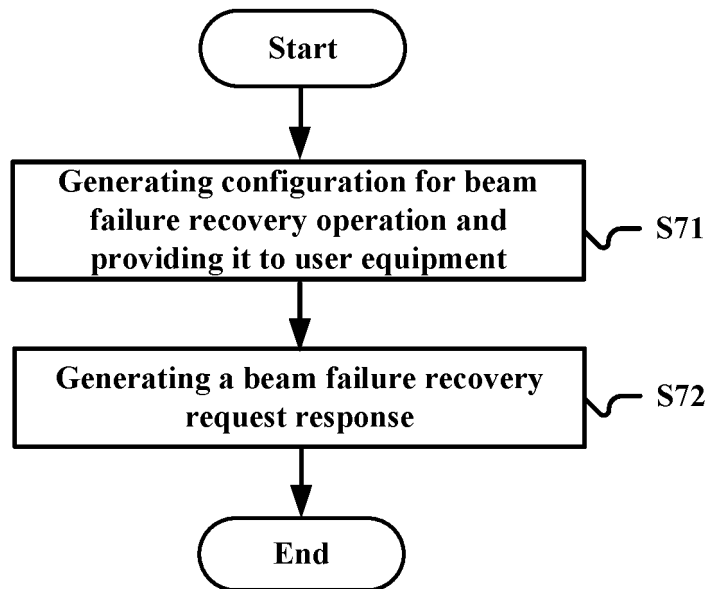 Start
Generating configuration for beam
failure recovery operation and
providing it to user equipment
S71
Generating a beam failure recovery
request response
S72
End